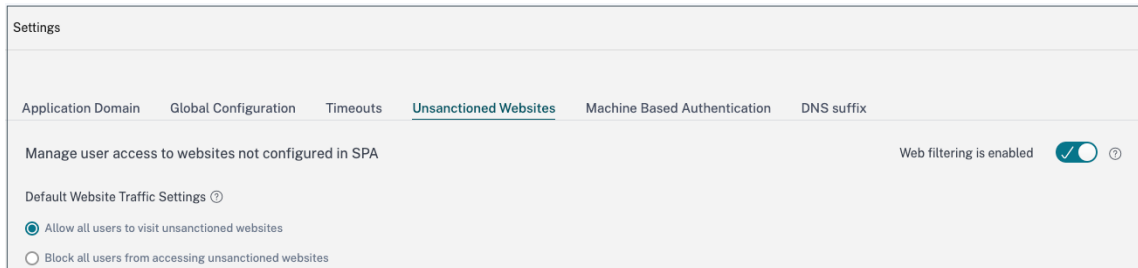 Settings
Application Domain Global Configuration Timeouts Unsanctioned Websites Machine Based Authentication DNS suffix
Manage user access to websites not configured in SPA Web filtering is enabled ?
Default Website Traffic Settings ?
Allow all users to visit unsanctioned websites
Block all users from accessing unsanctioned websites